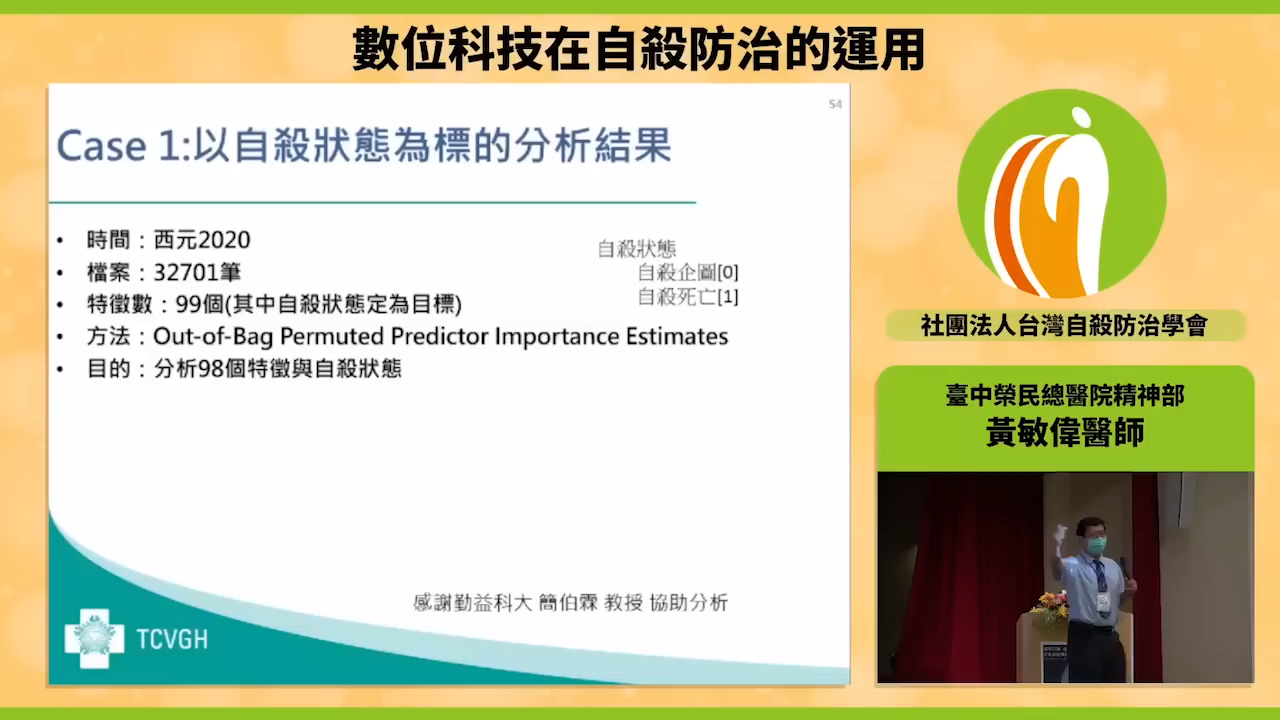 數位科技在自殺防治的運用
54
Case 1:以自殺狀態為標的分析結果
• 時間：西元2020
• 檔案：32701筆
• 特徵數：99個(其中自殺狀態定為目標)
• 方法：Out-of-Bag Permuted Predictor Importance Estimates
• 目的：分析98個特徵與自殺狀態
自殺狀態
自殺企圖[0]
自殺死亡[1]
感謝勤益科大 簡伯霖 教授 協助分析
TCVGH
社團法人台灣自殺防治學會
臺中榮民總醫院精神部
黃敏偉醫師